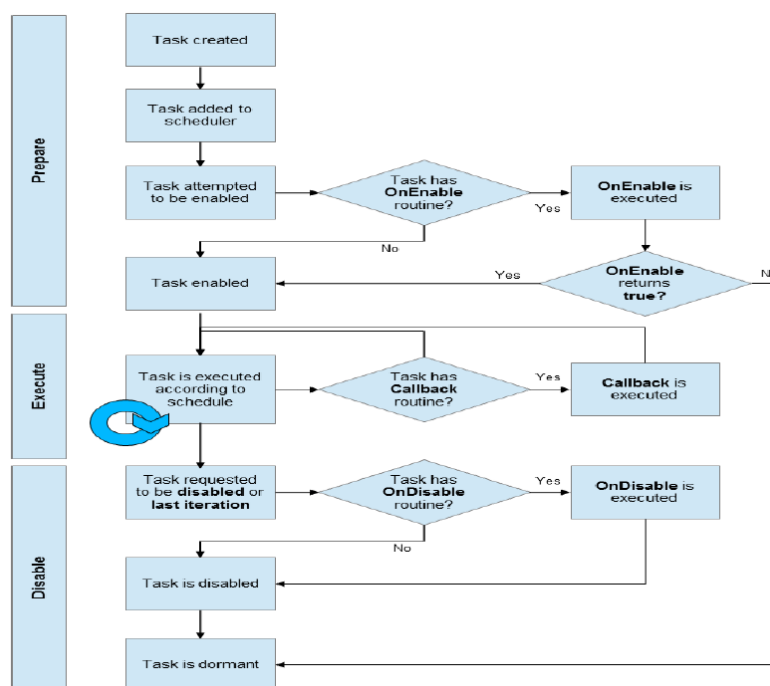 Prepare
Task created
Task added to
scheduler
Task attempted
to be enabled
Task has
OnEnable
routine?
Yes
OnEnable is
executed
No
Task enabled
Yes
OnEnable
returns
true?
N
Execute
Task is executed
according to
schedule
Task has
Callback
routine?
Yes
Callback is
executed
Disable
Task requested
to be disabled or
last iteration
Task has
OnDisable
routine?
Yes
OnDisable is
executed
No
Task is disabled
Task is dormant